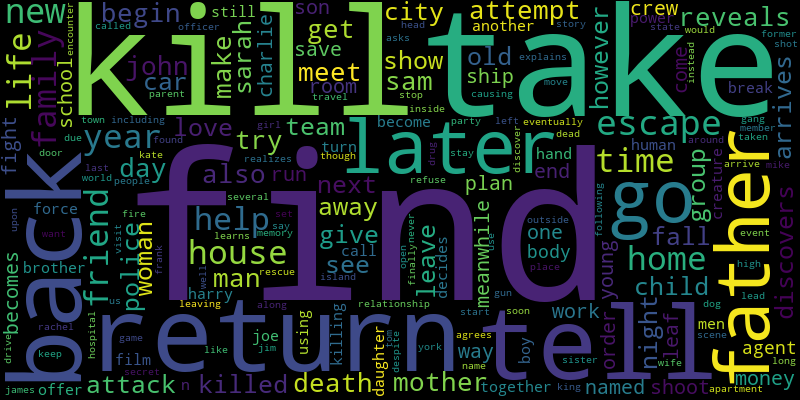 new
begin
kill
take
city
attempt
crew
reveals
son
get
another
power
still
encounter
called
officer
head
story
asks
state
would
former
shot
life
family
school
john
car
make
sarah
charlie
save
meet
room
show
sam
old
ship
explains
however
come
instead
break
arrives
parent
travel
stop
inside
move
causing
fight
town
including
become
eventually
escape
gang
member
taken
due
door
year
love
team
try
later
party
left
dead
hand
discover
time
human
around
arrive
mike
found
girl
turn
kate
realizes
though
drug
stay
day
also
run
next
end
plan
refuse
group
creature
last
world
people
back
friend
police
woman
find
several
away
help
set
say
memory
house
learns
man
give
see
call
island
rescue
open
finally
never
leave
decides
meanwhile
use
one
body
outside
place
following
go
fall
young
home
child
father
event
high
lead
discovers
upon
force
want
becomes
brother
fire
visit
us
frank
well
harry
leaving
along
relationship
gun
start
soon
work
order
night
leaf
dog
men
scene
agent
long
drive
rachel
hospital
return
tell
game
film
secret
joe
jim
like
using
killing
daughter
tom
despite
york
agrees
way
name
boy
sister
wife
money
keep
james
offer
attack
n
killed
death
mother
together
king
named
shoot
apartment